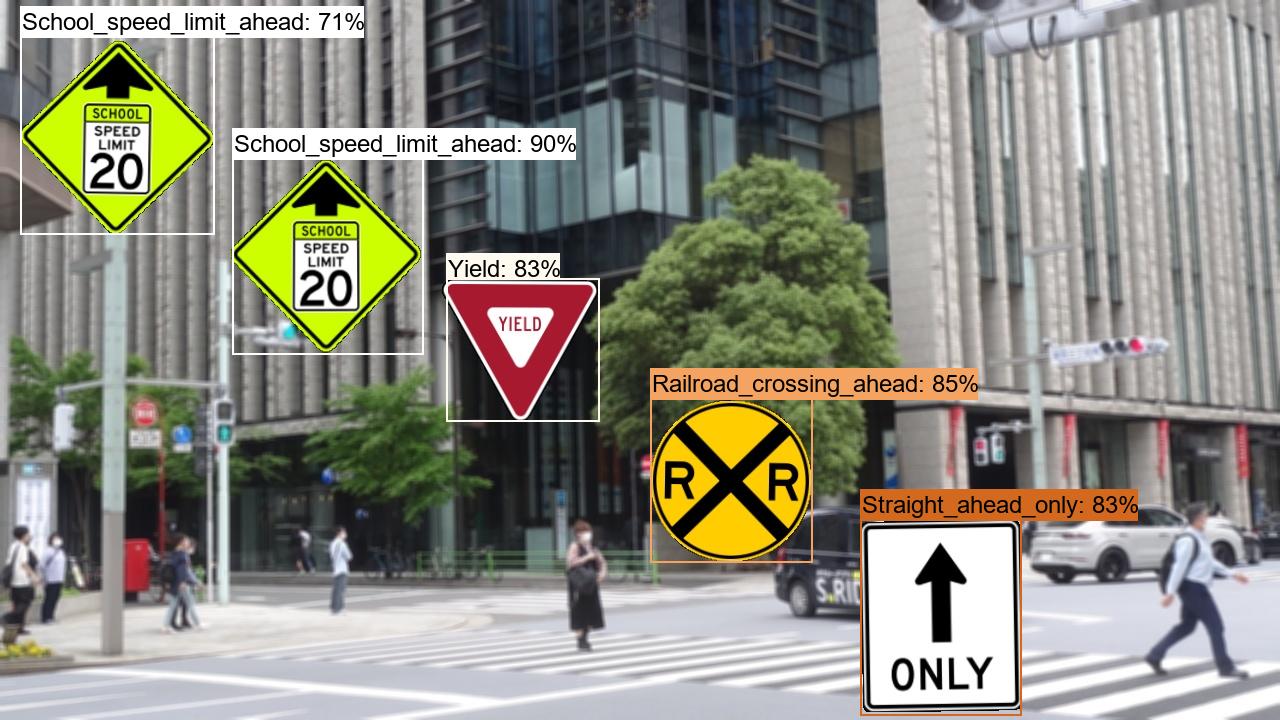 School_speed_limit_ahead: 71%
SCHOOL
SPEED
LIMIT
20
School_speed_limit_ahead: 90%
SCHOOL
SPEED
LIMIT
20
Yield: 83%
YIELD
Railroad_crossing_ahead: 85%
R R
Straight_ahead_only: 83%
ONLY
S.RID